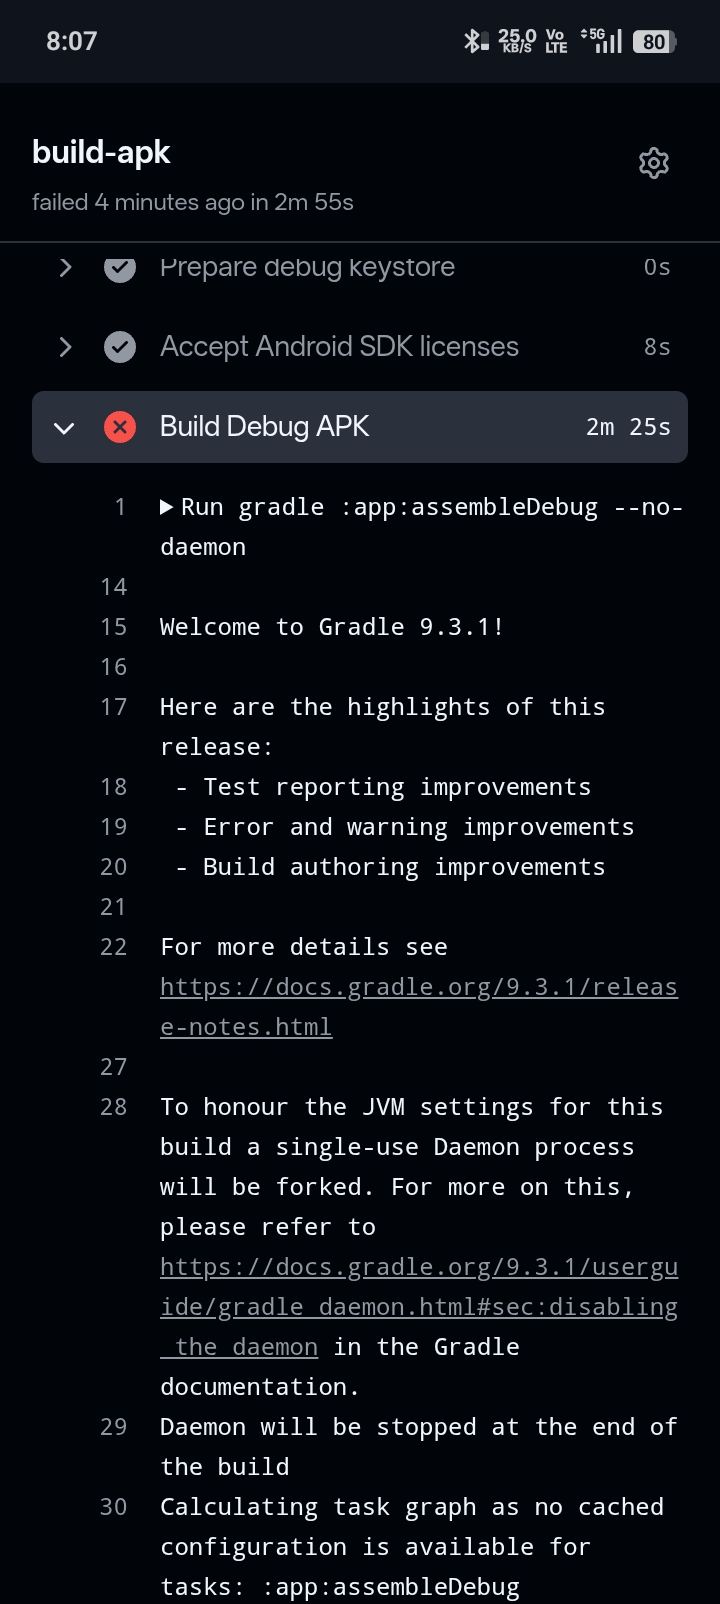 8:07
25.0 KB/S
Vo LTE
5G
80
build-apk
failed 4 minutes ago in 2m 55s
Prepare debug keystore 0s
Accept Android SDK licenses 8s
Build Debug APK 2m 25s
1 Run gradle :app:assembleDebug --no-
daemon
14
15 Welcome to Gradle 9.3.1!
16
17 Here are the highlights of this
release:
18 - Test reporting improvements
19 - Error and warning improvements
20 - Build authoring improvements
21
22 For more details see
https://docs.gradle.org/9.3.1/releas
e-notes.html
27
28 To honour the JVM settings for this
build a single-use Daemon process
will be forked. For more on this,
please refer to
https://docs.gradle.org/9.3.1/usergu
ide/gradle_daemon.html#sec:disabling
_the_daemon in the Gradle
documentation.
29 Daemon will be stopped at the end of
the build
30 Calculating task graph as no cached
configuration is available for
tasks: :app:assembleDebug